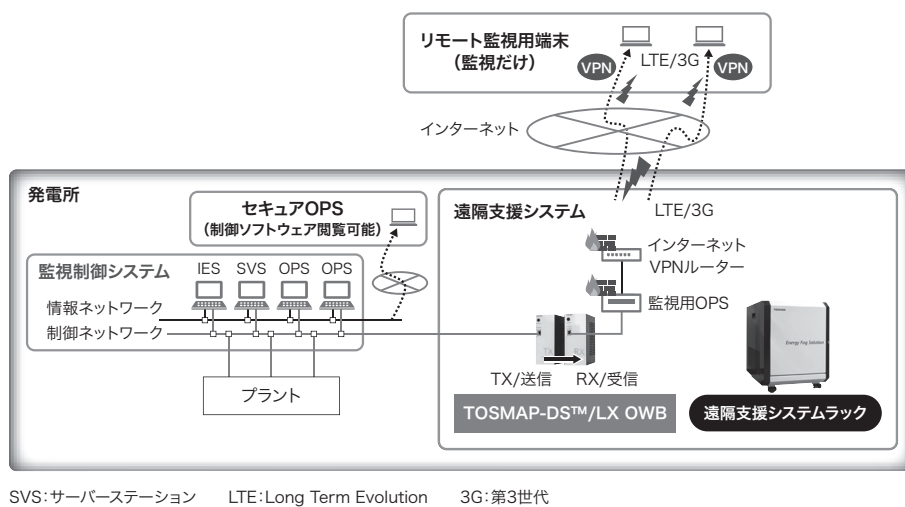 リモート監視用端末
（監視だけ）
VPN
LTE/3G
VPN
インターネット
発電所
セキュアOPS
（制御ソフトウェア閲覧可能）
監視制御システム
IES SVS OPS OPS
情報ネットワーク
制御ネットワーク
プラント
遠隔支援システム
LTE/3G
インターネット
VPNルーター
監視用OPS
TX
RX
TX/送信 RX/受信
TOSMAP-DS™/LX OWB
Energy Fog Solution
遠隔支援システムラック
SVS：サーバーステーション LTE：Long Term Evolution 3G：第3世代